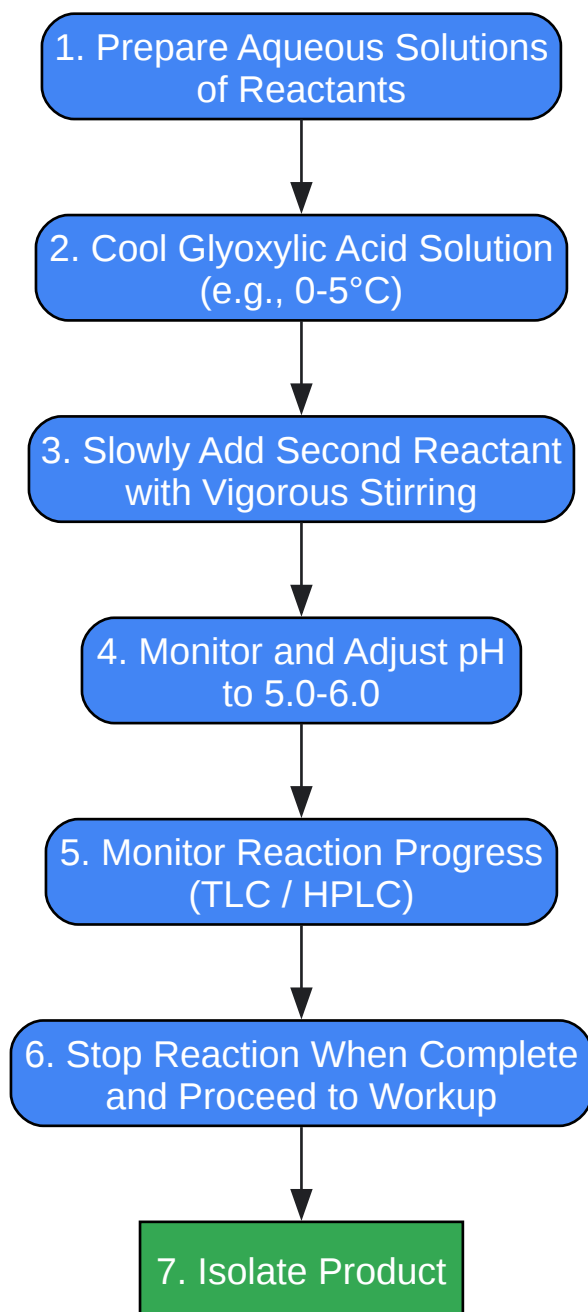 1. Prepare Aqueous Solutions
of Reactants
2. Cool Glyoxylic Acid Solution
(e.g., 0-5°C)
3. Slowly Add Second Reactant
with Vigorous Stirring
4. Monitor and Adjust pH
to 5.0-6.0
5. Monitor Reaction Progress
(TLC / HPLC)
6. Stop Reaction When Complete
and Proceed to Workup
7. Isolate Product